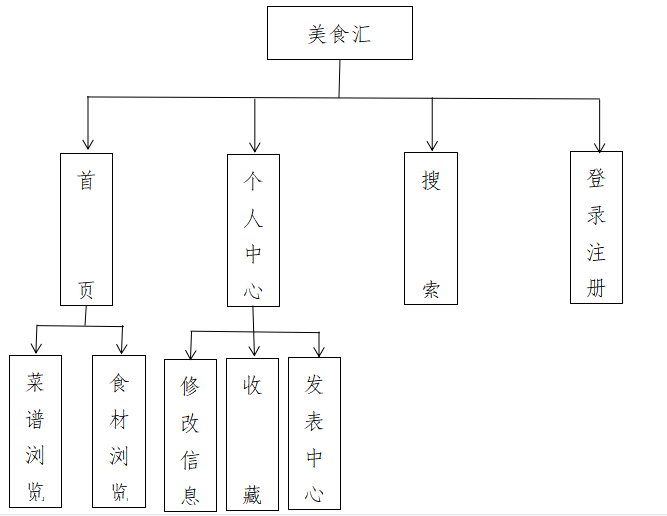 美食汇
首页
个人中心
搜索
登录注册
菜谱浏览
食材浏览
修改信息
收藏
发表中心